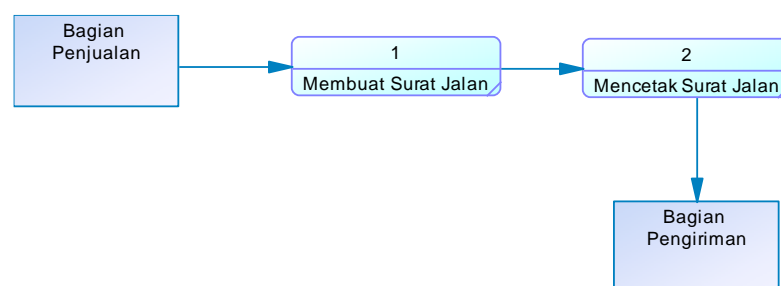 Bagian
Penjualan
1
Membuat Surat Jalan
2
Mencetak Surat Jalan
Bagian
Pengiriman